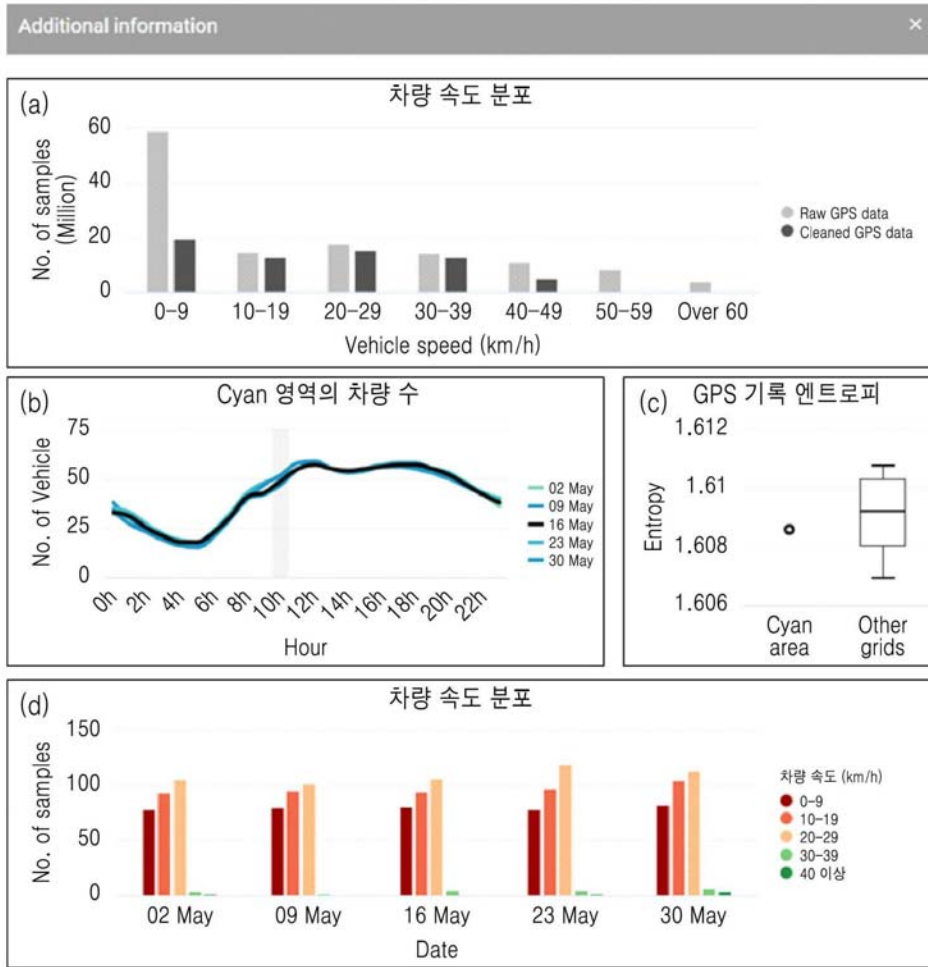 Additional information ×
(a)
차량 속도 분포
No. of samples
(Million)
60
40
20
0
0-9 10-19 20-29 30-39 40-49 50-59 Over 60
Vehicle speed (km/h)
Raw GPS data
Cleaned GPS data
(b)
Cyan 영역의 차량 수
No. of Vehicle
75
50
25
0
0h 2h 4h 6h 8h 10h 12h 14h 16h 18h 20h 22h
Hour
02 May
09 May
16 May
23 May
30 May
(c)
GPS 기록 엔트로피
Entropy
1.612
1.61
1.608
1.606
Cyan
area
Other
grids
(d)
차량 속도 분포
No. of samples
150
100
50
0
02 May 09 May 16 May 23 May 30 May
Date
차량 속도 (km/h)
0-9
10-19
20-29
30-39
40 이상